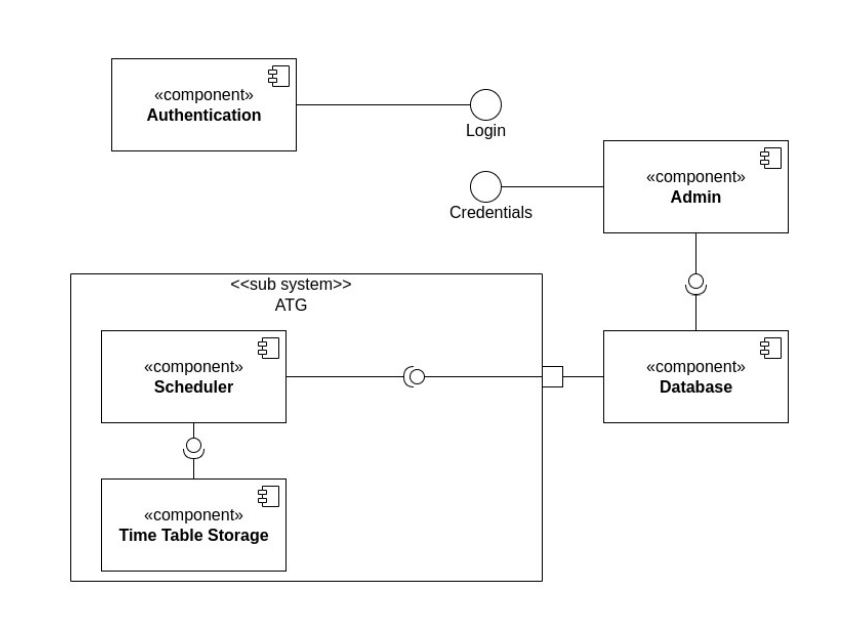 «component»
Authentication
Login
Credentials
«component»
Admin
<<sub system>>
ATG
«component»
Scheduler
«component»
Database
«component»
Time Table Storage